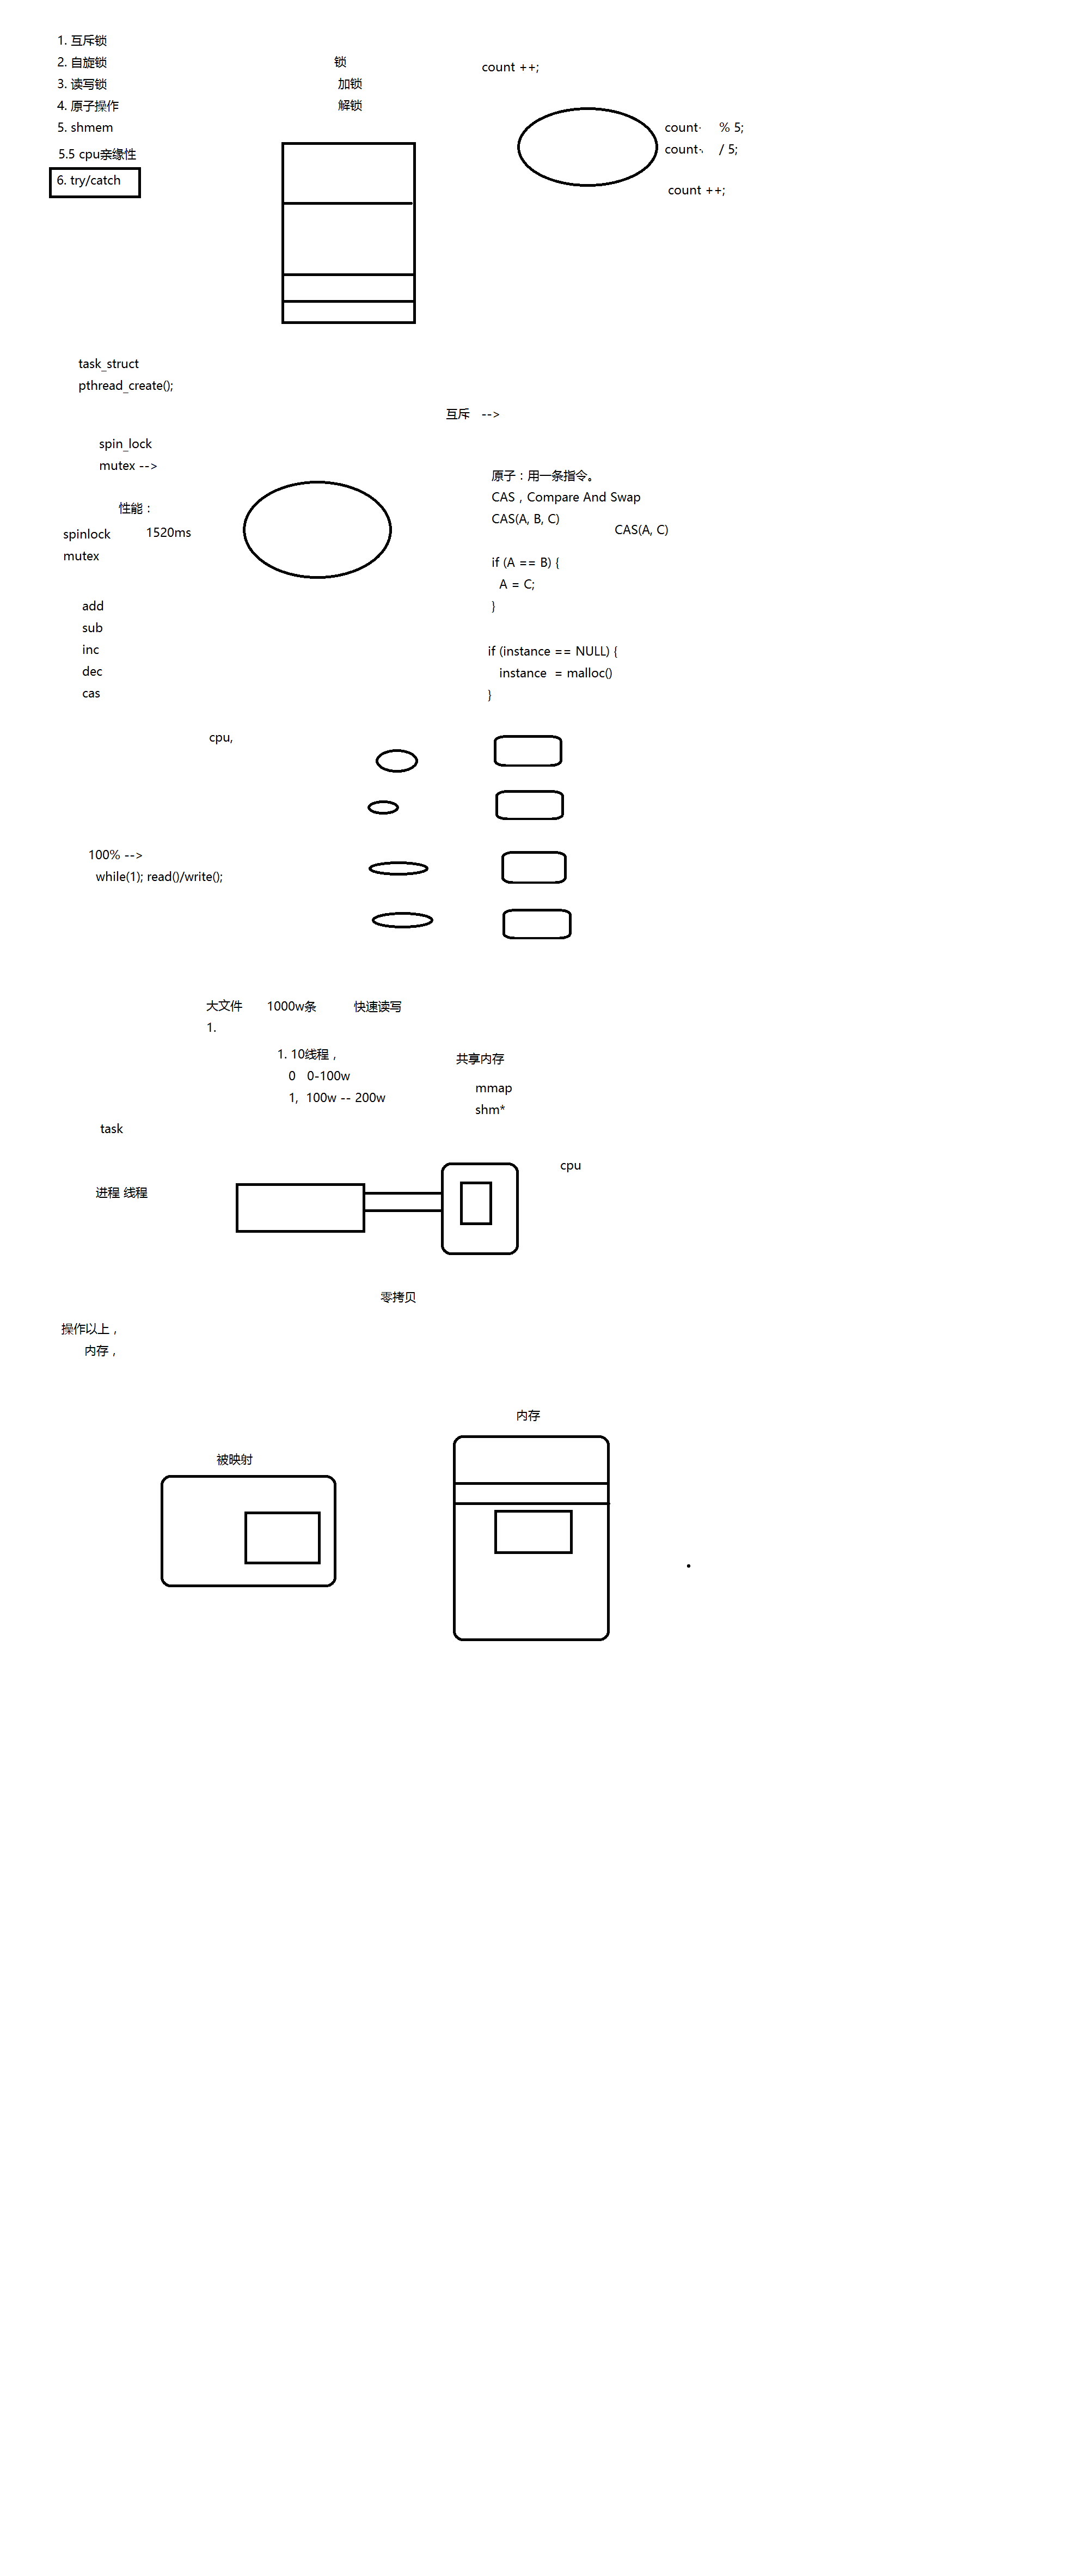 1. 互斥锁
2. 自旋锁
3. 读写锁
4. 原子操作
5. shmem
5.5 cpu亲缘性
6. try/catch
锁
加锁
解锁
count ++;
count % 5;
count / 5;
count ++;
task_struct
pthread_create();
互斥 -->
spin_lock
mutex -->
性能：
spinlock 1520ms
mutex
原子：用一条指令。
CAS，Compare And Swap
CAS(A, B, C)
CAS(A, C)
if (A == B) {
A = C;
}
add
sub
inc
dec
cas
if (instance == NULL) {
instance = malloc()
}
cpu,
100% -->
while(1); read()/write();
大文件 1000w条 快速读写
1.
1. 10线程，
0 0-100w
1, 100w -- 200w
共享内存
mmap
shm*
task
cpu
进程 线程
零拷贝
操作以上，
内存，
内存
被映射